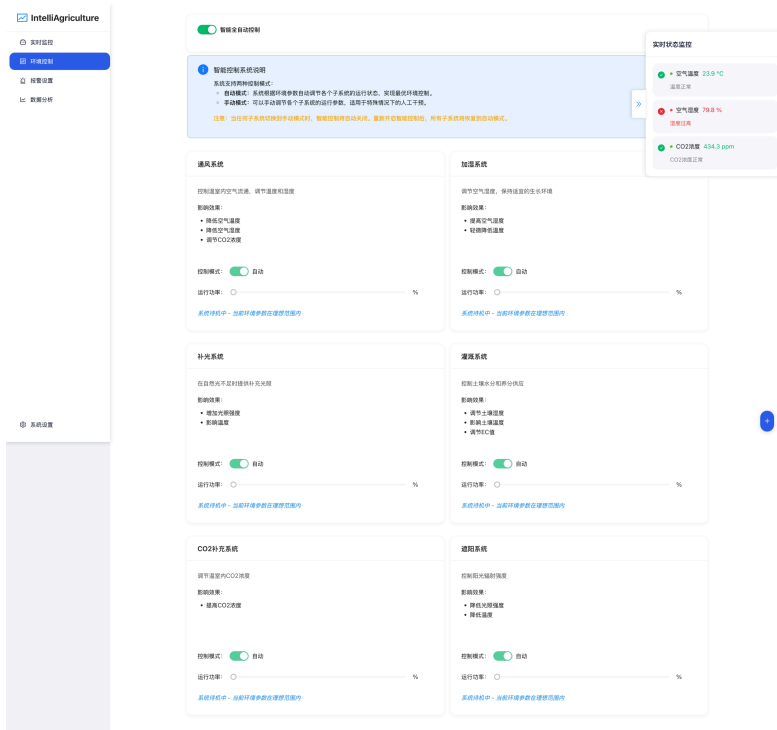 IntelliAgriculture
实时监控
环境控制
报警设置
数据分析
系统设置
智能全自动控制
智能控制系统说明
系统支持两种控制模式：
自动模式：系统根据环境参数自动调节各个子系统的运行状态，实现最优环境控制。
手动模式：可以手动调节各个子系统的运行参数，适用于特殊情况下的人工干预。
注意：当任何子系统切换到手动模式时，智能控制将自动关闭。重新开启智能控制后，所有子系统将恢复到自动模式。
实时状态监控
空气温度 23.9 °C
温度正常
空气湿度 79.8 %
湿度过高
CO2浓度 434.3 ppm
CO2浓度正常
通风系统
控制温室内空气流通，调节温度和湿度
影响效果：
降低空气温度
降低空气湿度
调节CO2浓度
控制模式： 自动
运行功率： %
系统待机中 - 当前环境参数在理想范围内
加湿系统
调节空气湿度，保持适宜的生长环境
影响效果：
提高空气湿度
轻微降低温度
控制模式： 自动
运行功率： %
系统待机中 - 当前环境参数在理想范围内
补光系统
在自然光不足时提供补充光照
影响效果：
增加光照强度
影响温度
控制模式： 自动
运行功率： %
系统待机中 - 当前环境参数在理想范围内
灌溉系统
控制土壤水分和养分供应
影响效果：
调节土壤湿度
影响土壤温度
调节EC值
控制模式： 自动
运行功率： %
系统待机中 - 当前环境参数在理想范围内
CO2补充系统
调节温室内CO2浓度
影响效果：
提高CO2浓度
控制模式： 自动
运行功率： %
系统待机中 - 当前环境参数在理想范围内
遮阳系统
控制阳光辐射强度
影响效果：
降低光照强度
降低温度
控制模式： 自动
运行功率： %
系统待机中 - 当前环境参数在理想范围内